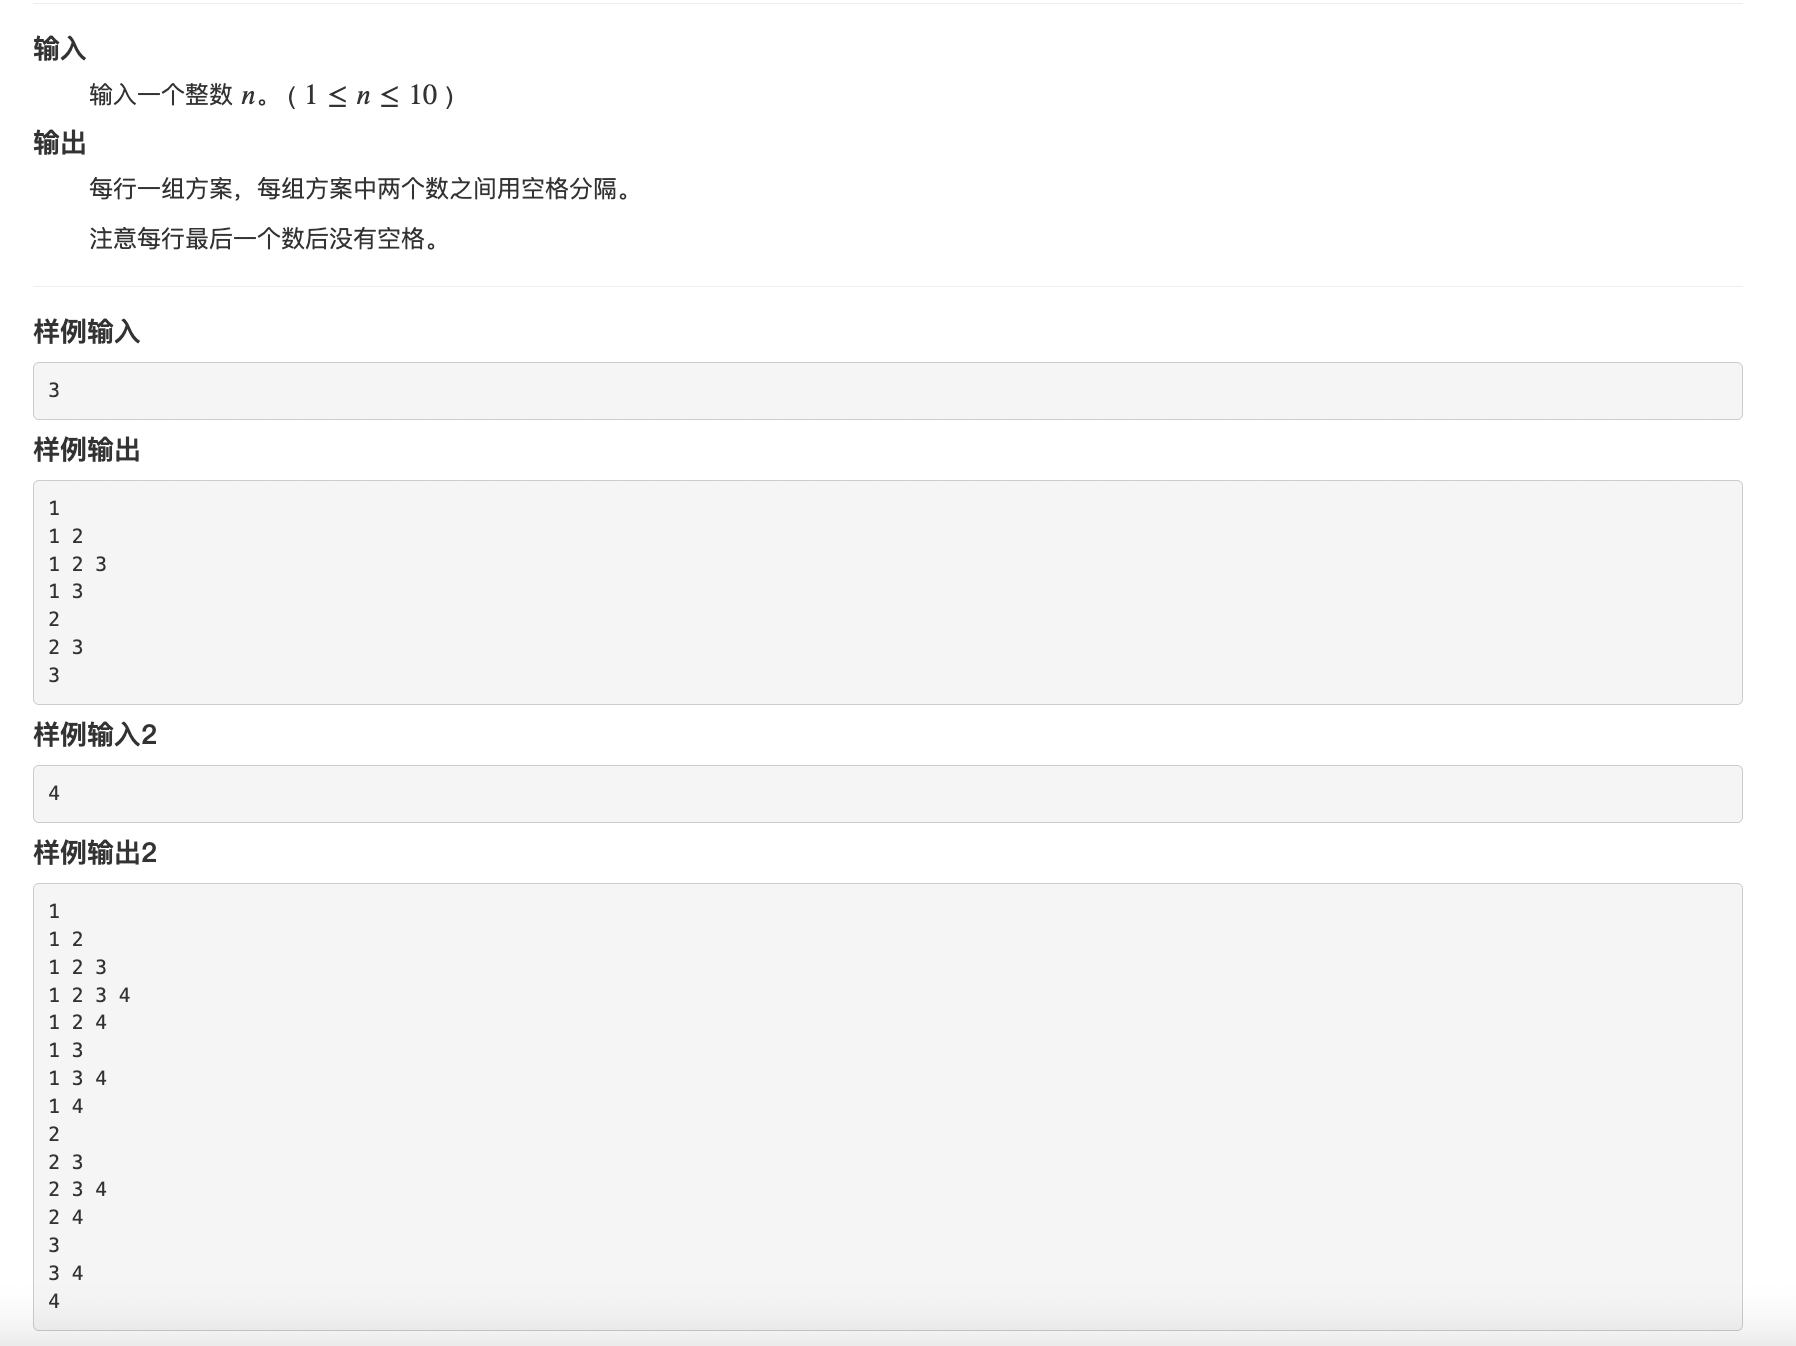 输入
输入一个整数 n。( 1 ≤ n ≤ 10 )
输出
每行一组方案，每组方案中两个数之间用空格分隔。
注意每行最后一个数后没有空格。
样例输入
3
样例输出
1
1 2
1 2 3
1 3
2
2 3
3
样例输入2
4
样例输出2
1
1 2
1 2 3
1 2 3 4
1 2 4
1 3
1 3 4
1 4
2
2 3
2 3 4
2 4
3
3 4
4